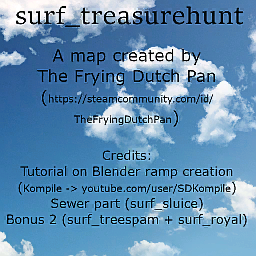 surf_treasurehunt
A map created by
The Frying Dutch Pan
(https://steamcommunity.com/id/
TheFryingDutchPan)
Credits:
Tutorial on Blender ramp creation
(Kompile -> youtube.com/user/SDKompile)
Sewer part (surf_sluice)
Bonus 2 (surf_treespam + surf_royal)